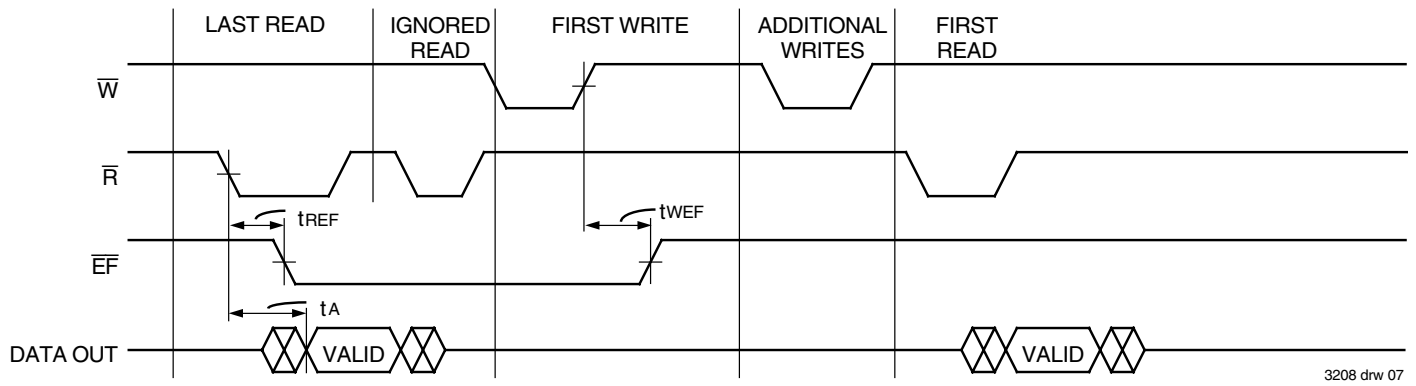 LAST READ
IGNORED
READ
FIRST WRITE
ADDITIONAL
WRITES
FIRST
READ
W
R
tREF
tWEF
EF
tA
DATA OUT
VALID
VALID
3208 drw 07